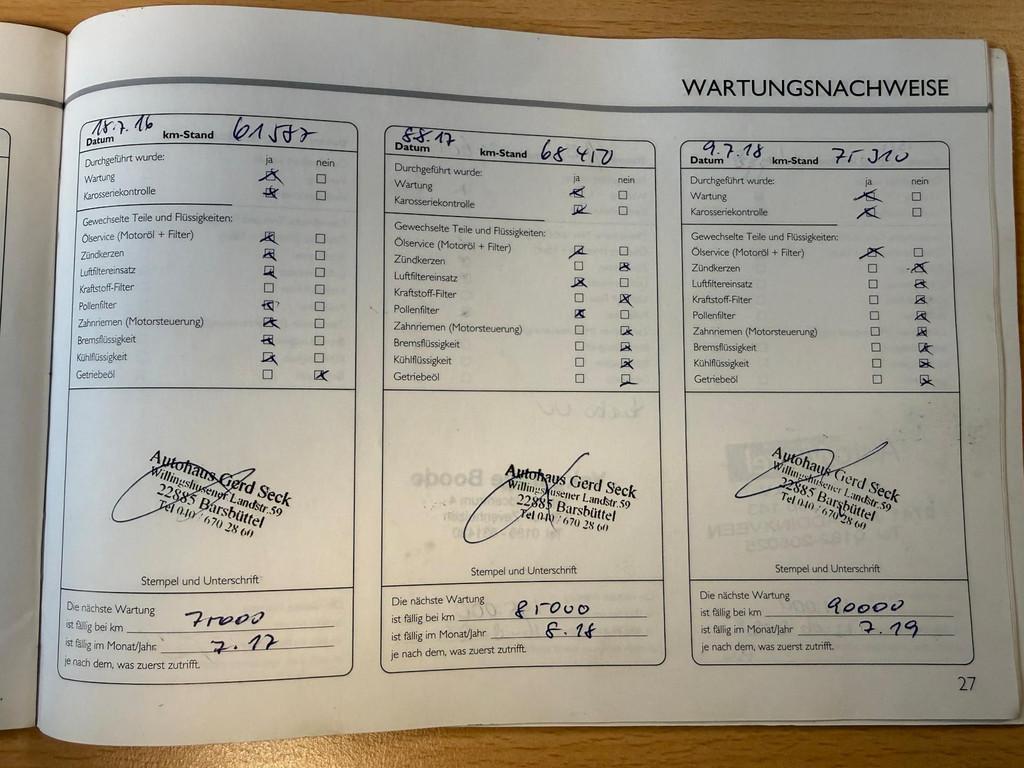 WARTUNGSNACHWEISE
18.7.16 61587
Datum km-Stand
Durchgeführt wurde: ja nein
Wartung
Karosseriekontrolle
Gewechselte Teile und Flüssigkeiten:
Ölservice (Motoröl + Filter)
Zündkerzen
Luftfiltereinsatz
Kraftstoff-Filter
Pollenfilter
Zahnriemen (Motorsteuerung)
Bremsflüssigkeit
Kühlflüssigkeit
Getriebeöl
Autohaus Gerd Seck
Willingshusener Landstr.59
22885 Barsbüttel
Tel 040 / 670 28 60
Stempel und Unterschrift
Die nächste Wartung
ist fällig bei km 75000
ist fällig im Monat/Jahr 7.17
je nach dem, was zuerst zutrifft.
8.8.17 68450
Datum km-Stand
Durchgeführt wurde: ja nein
Wartung
Karosseriekontrolle
Gewechselte Teile und Flüssigkeiten:
Ölservice (Motoröl + Filter)
Zündkerzen
Luftfiltereinsatz
Kraftstoff-Filter
Pollenfilter
Zahnriemen (Motorsteuerung)
Bremsflüssigkeit
Kühlflüssigkeit
Getriebeöl
Autohaus Gerd Seck
Willingshusener Landstr.59
22885 Barsbüttel
Tel 040 / 670 28 60
Stempel und Unterschrift
Die nächste Wartung
ist fällig bei km 85000
ist fällig im Monat/Jahr 8.18
je nach dem, was zuerst zutrifft.
9.7.18 75310
Datum km-Stand
Durchgeführt wurde: ja nein
Wartung
Karosseriekontrolle
Gewechselte Teile und Flüssigkeiten:
Ölservice (Motoröl + Filter)
Zündkerzen
Luftfiltereinsatz
Kraftstoff-Filter
Pollenfilter
Zahnriemen (Motorsteuerung)
Bremsflüssigkeit
Kühlflüssigkeit
Getriebeöl
Autohaus Gerd Seck
Willingshusener Landstr.59
22885 Barsbüttel
Tel 040 / 670 28 60
Stempel und Unterschrift
Die nächste Wartung
ist fällig bei km 90000
ist fällig im Monat/Jahr 7.19
je nach dem, was zuerst zutrifft.
27